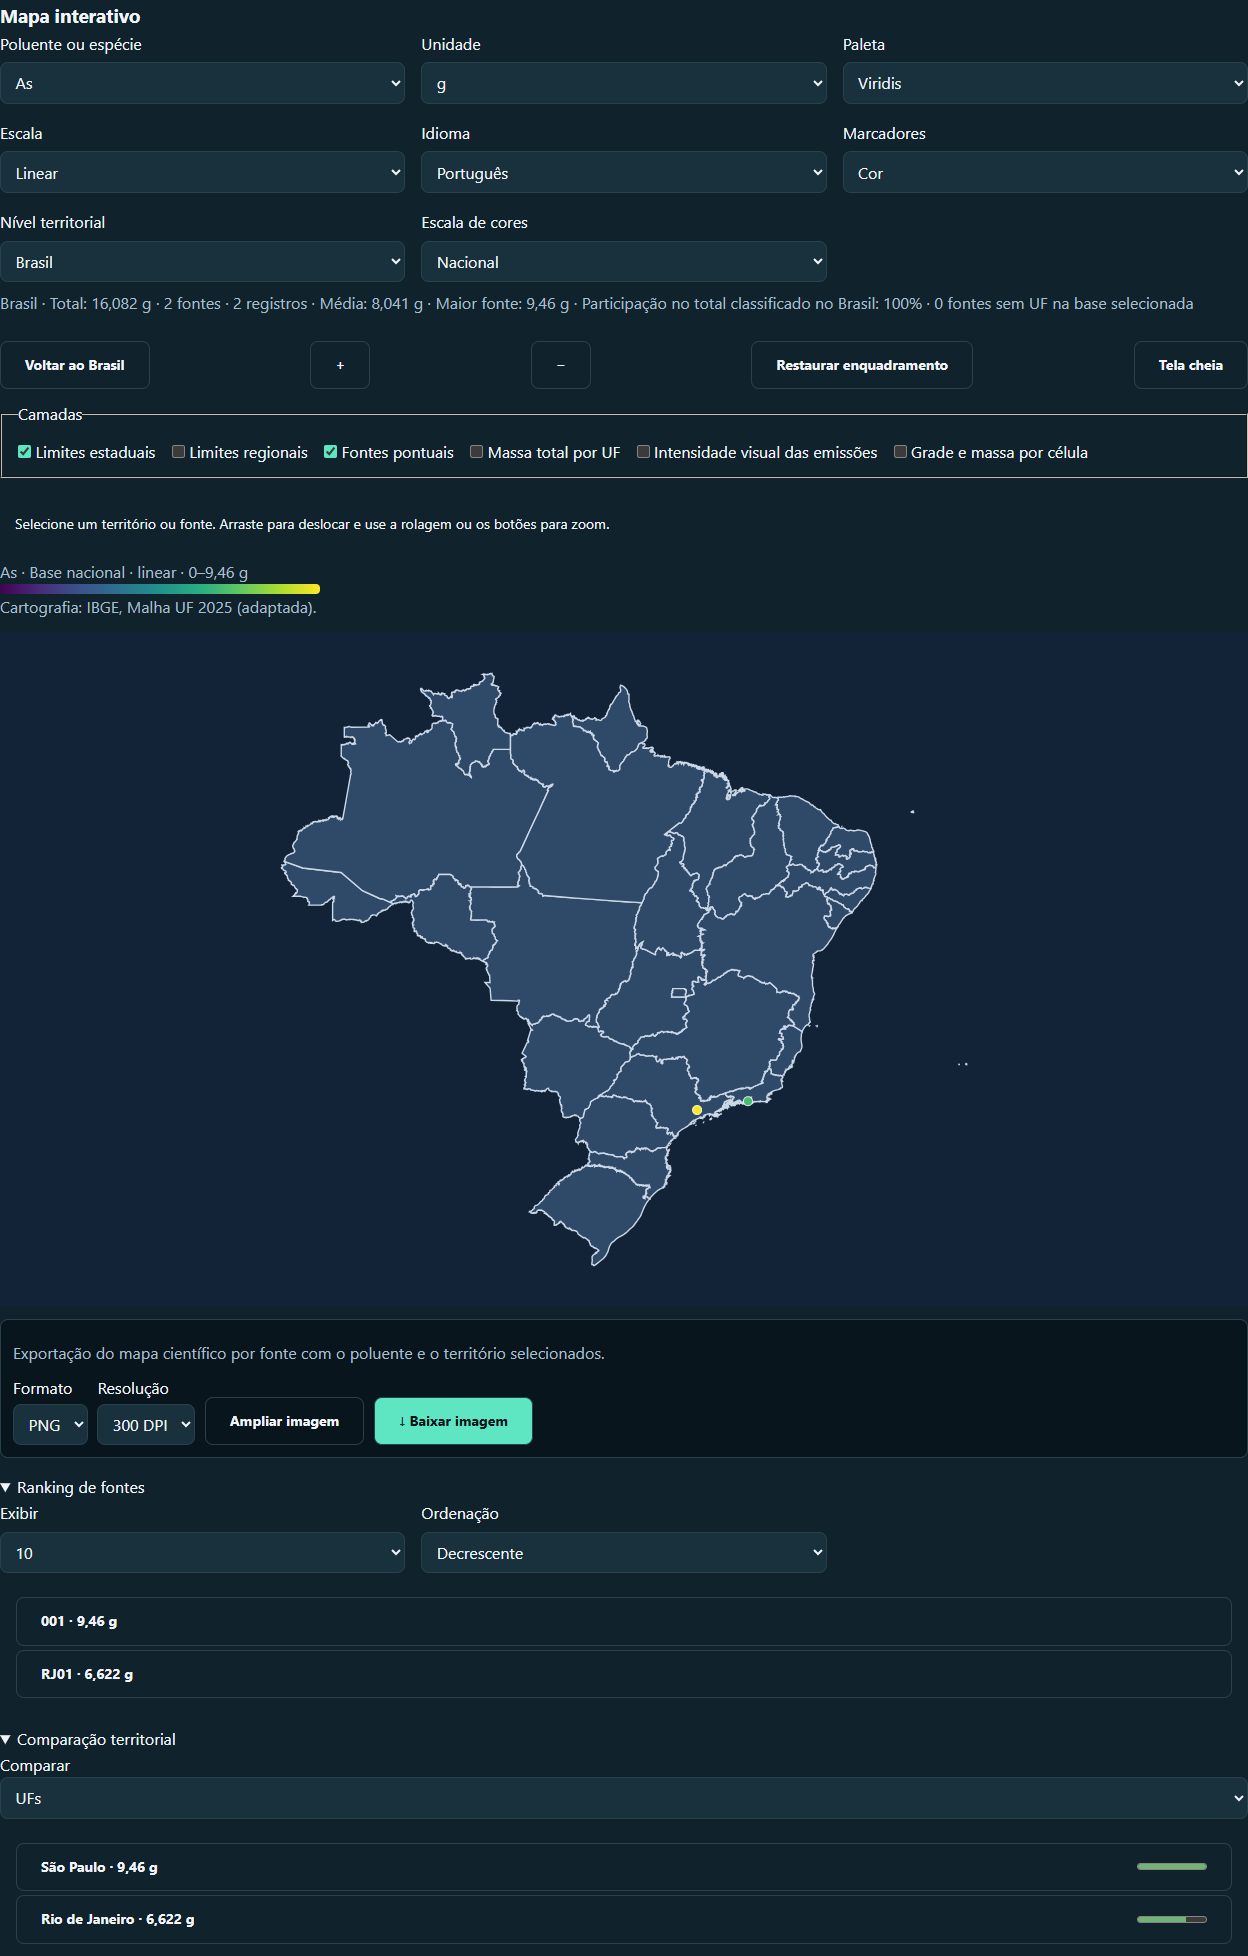 Mapa interativo
Poluente ou espécie
Unidade
Paleta
As
g
Viridis
Escala
Idioma
Marcadores
Linear
Português
Cor
Nível territorial
Escala de cores
Brasil
Nacional
Brasil · Total: 16,082 g · 2 fontes · 2 registros · Média: 8,041 g · Maior fonte: 9,46 g · Participação no total classificado no Brasil: 100% · 0 fontes sem UF na base selecionada
Voltar ao Brasil
+
−
Restaurar enquadramento
Tela cheia
Camadas
Limites estaduais
Limites regionais
Fontes pontuais
Massa total por UF
Intensidade visual das emissões
Grade e massa por célula
Selecione um território ou fonte. Arraste para deslocar e use a rolagem ou os botões para zoom.
As · Base nacional · linear · 0–9,46 g
Cartografia: IBGE, Malha UF 2025 (adaptada).
Exportação do mapa científico por fonte com o poluente e o território selecionados.
Formato
Resolução
PNG
300 DPI
Ampliar imagem
↓ Baixar imagem
▼ Ranking de fontes
Exibir
Ordenação
10
Decrescente
001 · 9,46 g
RJ01 · 6,622 g
▼ Comparação territorial
Comparar
UFs
São Paulo · 9,46 g
Rio de Janeiro · 6,622 g